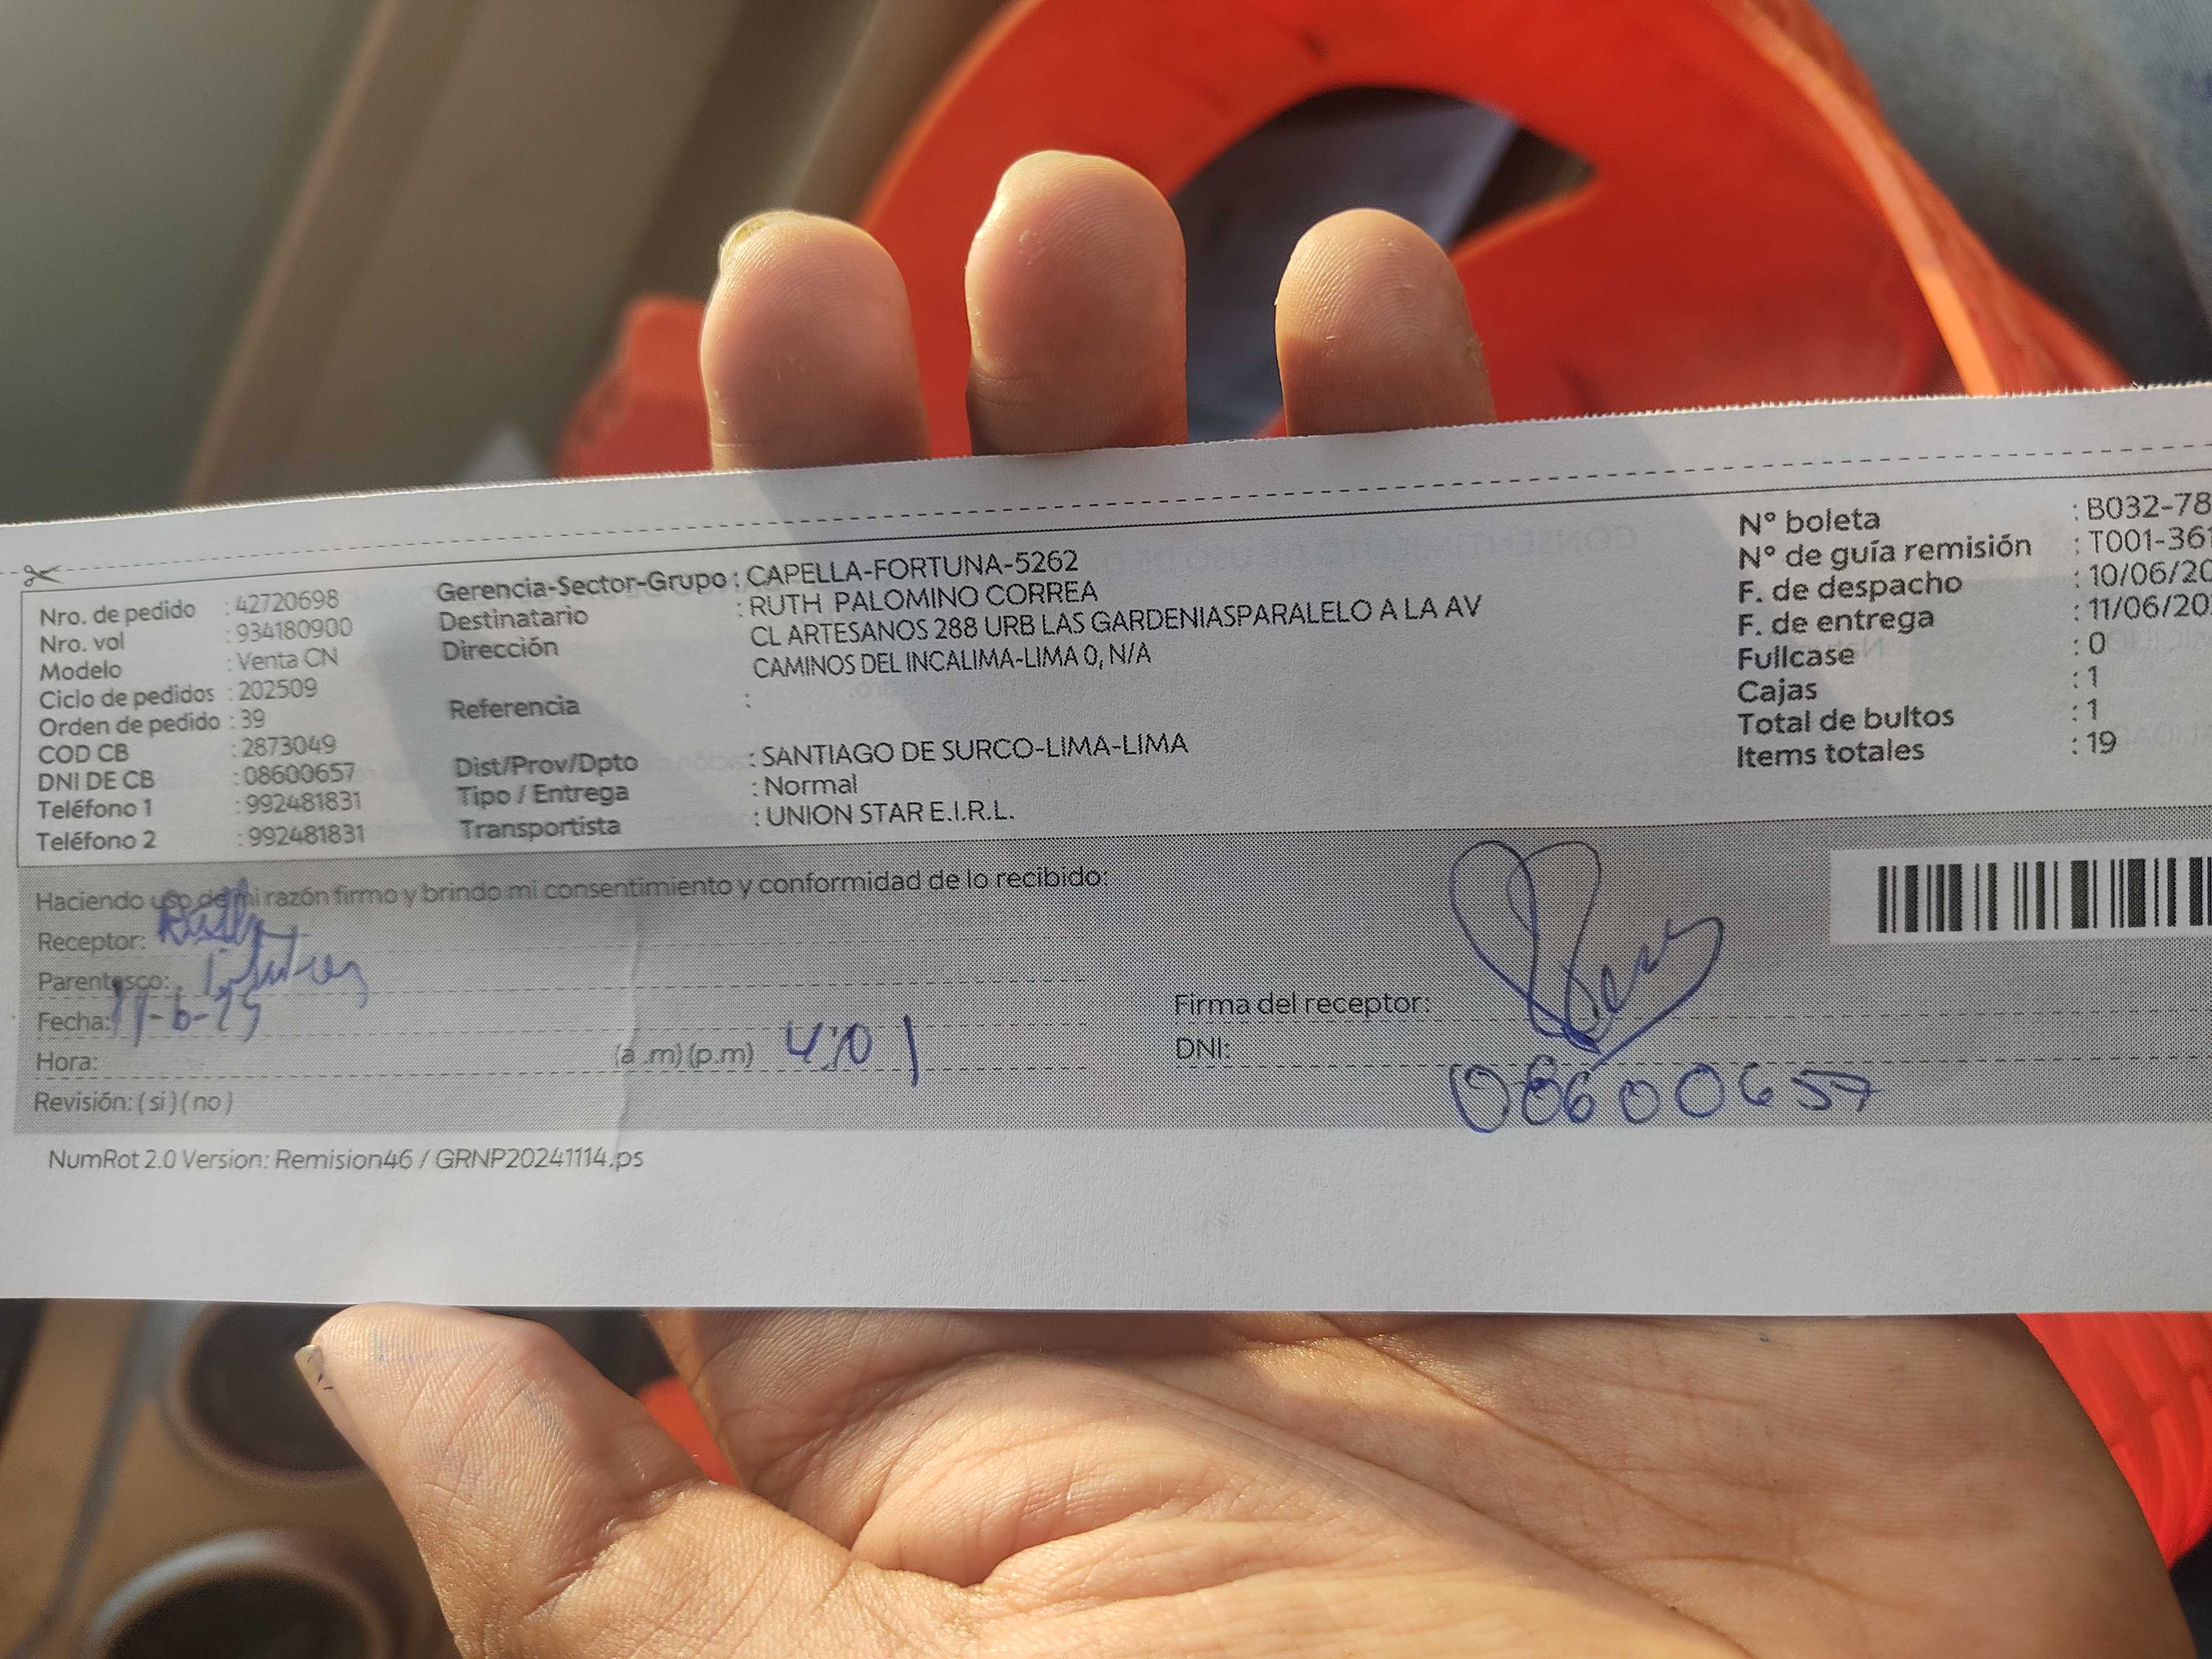 Nro. de pedido : 42720698
Nro. vol : 934180900
Modelo : Venta CN
Ciclo de pedidos : 202509
Orden de pedido : 39
COD CB : 2873049
DNI DE CB : 08600657
Teléfono 1 : 992481831
Teléfono 2 : 992481831
Gerencia-Sector-Grupo : CAPELLA-FORTUNA-5262
Destinatario : RUTH PALOMINO CORREA
Dirección CL ARTESANOS 288 URB LAS GARDENIASPARALELO A LA AV
CAMINOS DEL INCALIMA-LIMA 0, N/A
Referencia :
Dist/Prov/Dpto : SANTIAGO DE SURCO-LIMA-LIMA
Tipo / Entrega : Normal
Transportista : UNION STAR E.I.R.L.
N° boleta : B032-78
N° de guía remisión : T001-361
F. de despacho : 10/06/20
F. de entrega : 11/06/20
Fullcase : 0
Cajas : 1
Total de bultos : 1
Items totales : 19
Haciendo uso de mi razón firmo y brindo mi consentimiento y conformidad de lo recibido:
Receptor: Ruth
Parentesco:
Fecha: 11-6-25
Hora: (a .m) (p.m) 4:01
Revisión: ( si ) ( no )
Firma del receptor:
DNI: 08600657
NumRot 2.0 Version: Remision46 / GRNP20241114.ps